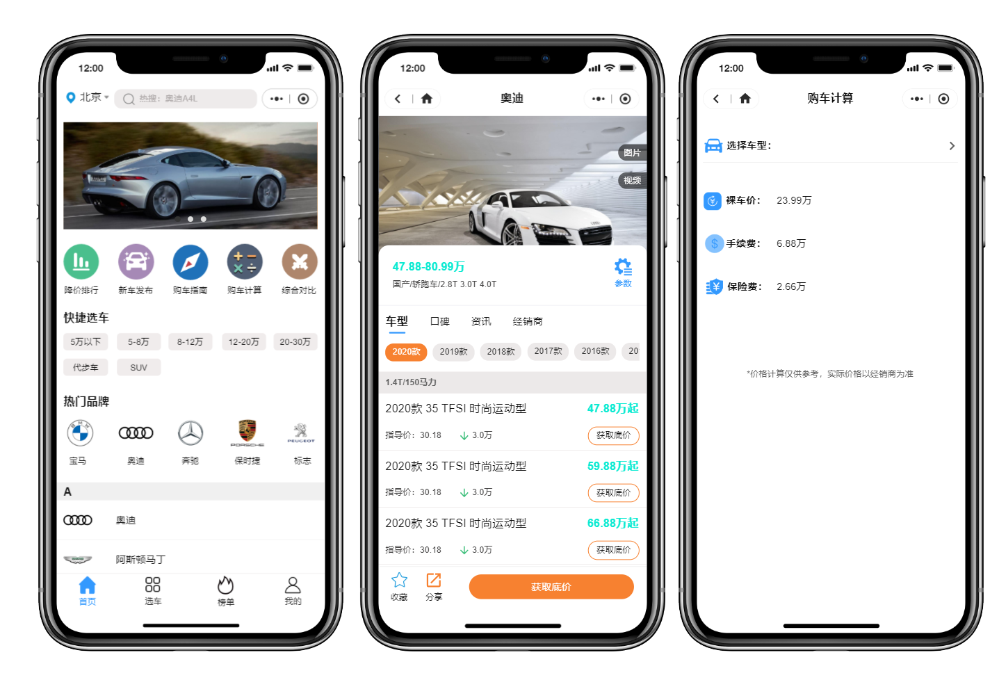 12:00
北京
热搜：奥迪A4L
降价排行
新车发布
购车指南
购车计算
综合对比
快捷选车
5万以下
5-8万
8-12万
12-20万
20-30万
代步车
SUV
热门品牌
BMW
PORSCHE
PEUGEOT
宝马
奥迪
奔驰
保时捷
标志
A
奥迪
阿斯顿马丁
首页
选车
榜单
我的
12:00
奥迪
图片
视频
47.88-80.99万
国产/轿跑车/2.8T 3.0T 4.0T
参数
车型
口碑
资讯
经销商
2020款
2019款
2018款
2017款
2016款
20
1.4T/150马力
2020款 35 TFSI 时尚运动型
47.88万起
指导价：30.18
3.0万
获取底价
2020款 35 TFSI 时尚运动型
59.88万起
指导价：30.18
3.0万
获取底价
2020款 35 TFSI 时尚运动型
66.88万起
指导价：30.18
3.0万
获取底价
收藏
分享
获取底价
12:00
购车计算
选择车型：
裸车价：
23.99万
$
手续费：
6.88万
¥
保险费：
2.66万
*价格计算仅供参考，实际价格以经销商为准